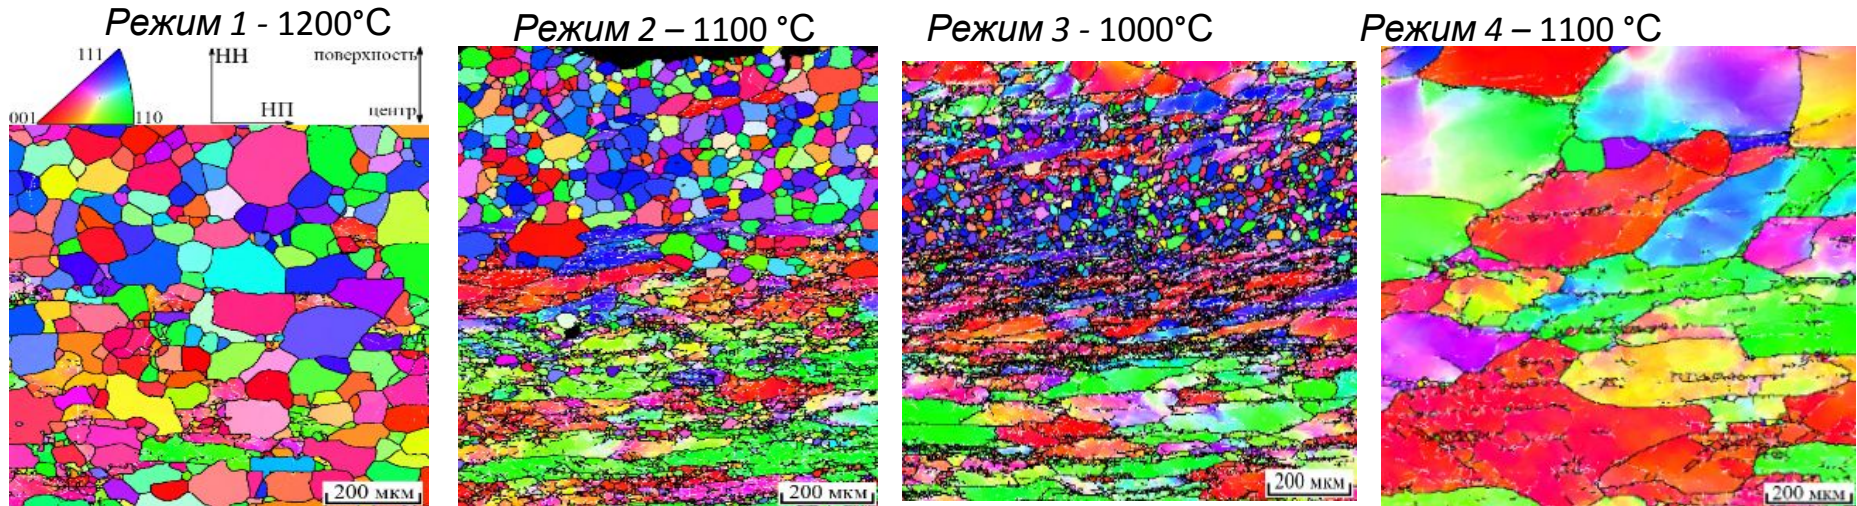 Режим 1 - 1200°C
Режим 2 – 1100 °C
Режим 3 - 1000°C
Режим 4 – 1100 °C
111
001
110
НН
НП
поверхность
центр
200 мкм
200 мкм
200 мкм
200 мкм